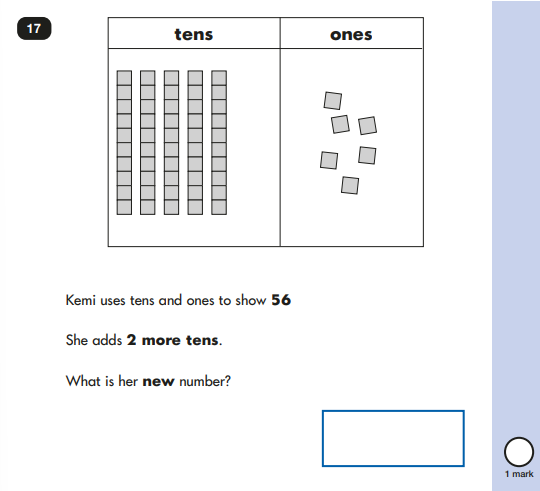 17
tens ones
Kemi uses tens and ones to show 56
She adds 2 more tens.
What is her new number?
1 mark